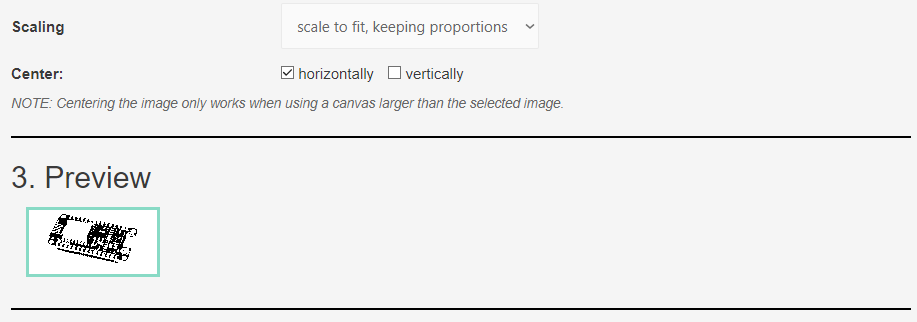 Scaling
scale to fit, keeping proportions
Center:
horizontally
vertically
NOTE: Centering the image only works when using a canvas larger than the selected image.
3. Preview